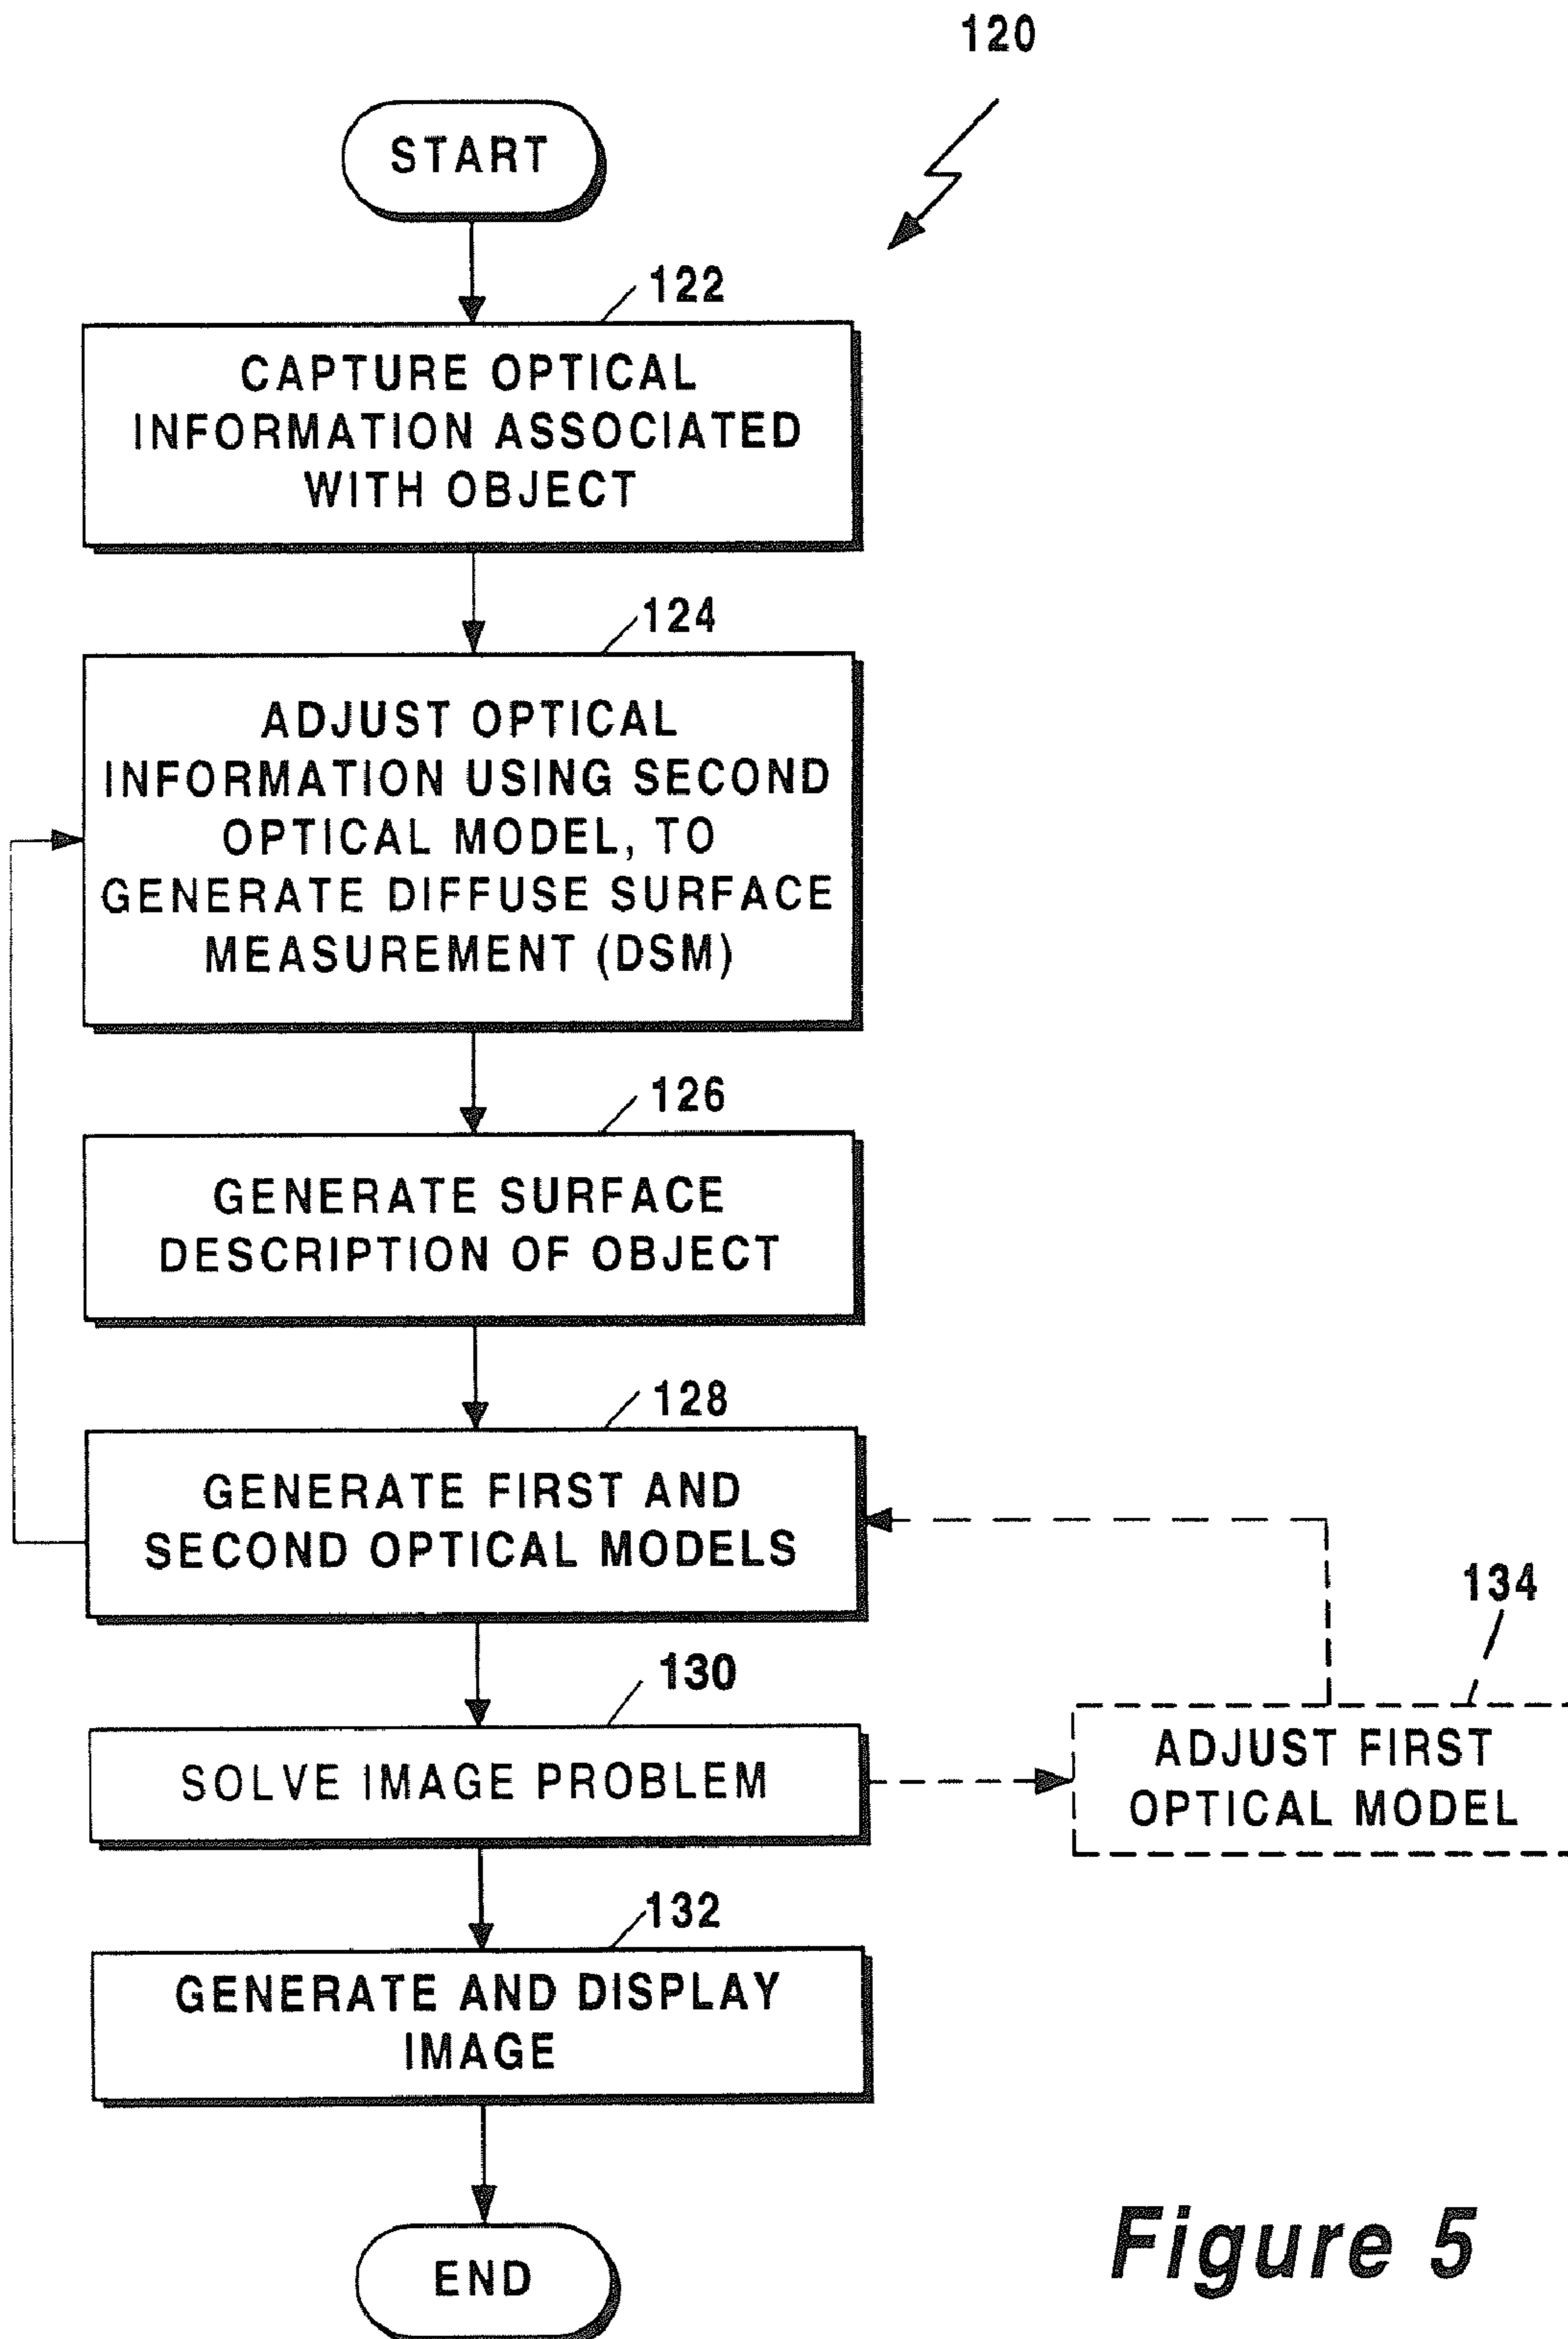 120
START
122
CAPTURE OPTICAL
INFORMATION ASSOCIATED
WITH OBJECT
124
ADJUST OPTICAL
INFORMATION USING SECOND
OPTICAL MODEL, TO
GENERATE DIFFUSE SURFACE
MEASUREMENT (DSM)
126
GENERATE SURFACE
DESCRIPTION OF OBJECT
128
GENERATE FIRST AND
SECOND OPTICAL MODELS
130
SOLVE IMAGE PROBLEM
134
ADJUST FIRST
OPTICAL MODEL
132
GENERATE AND DISPLAY
IMAGE
END
Figure 5